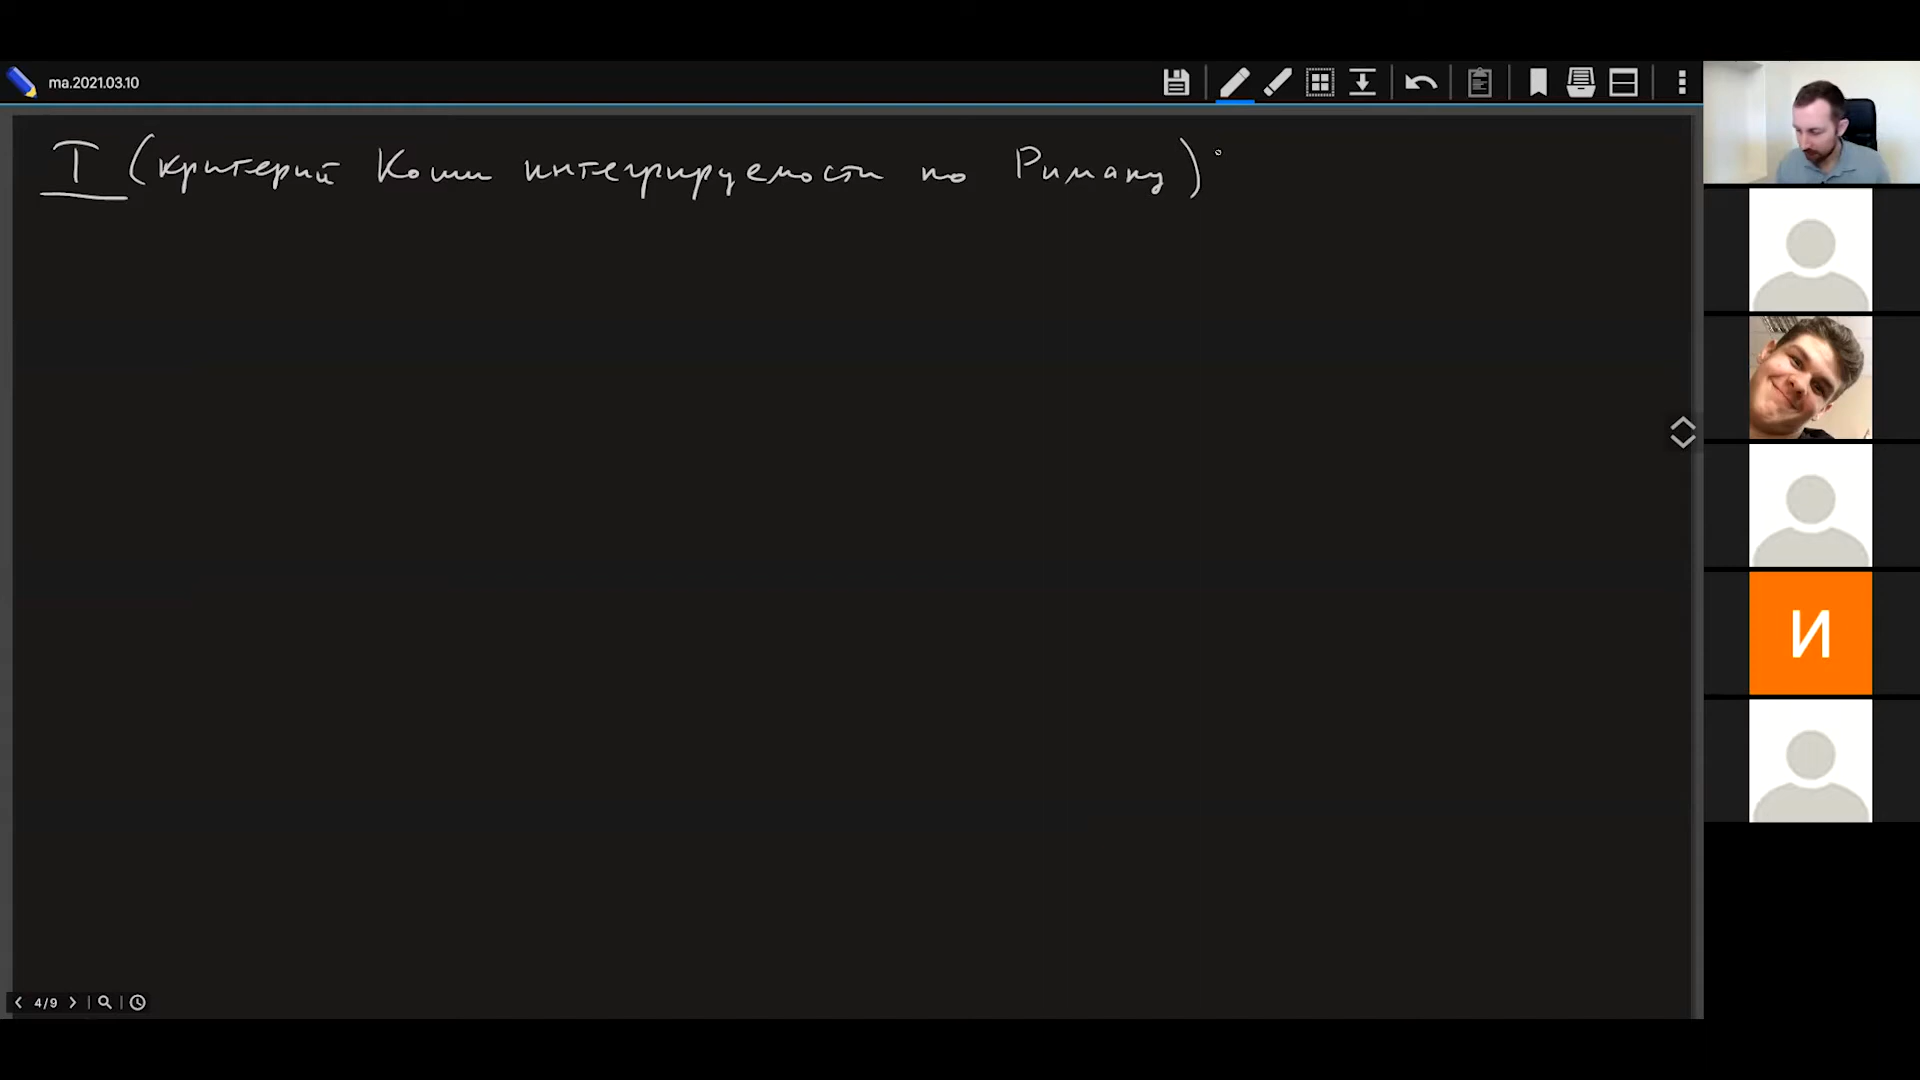 ma.2021.03.10
Т (критерий Коши интегрируемости по Риману):
И
4/9